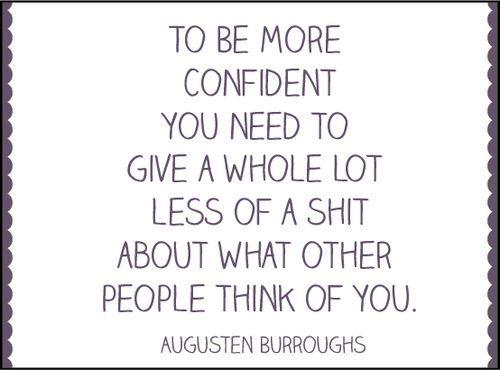 TO BE MORE
CONFIDENT
YOU NEED TO
GIVE A WHOLE LOT
LESS OF A SHIT
ABOUT WHAT OTHER
PEOPLE THINK OF YOU.
AUGUSTEN BURROUGHS